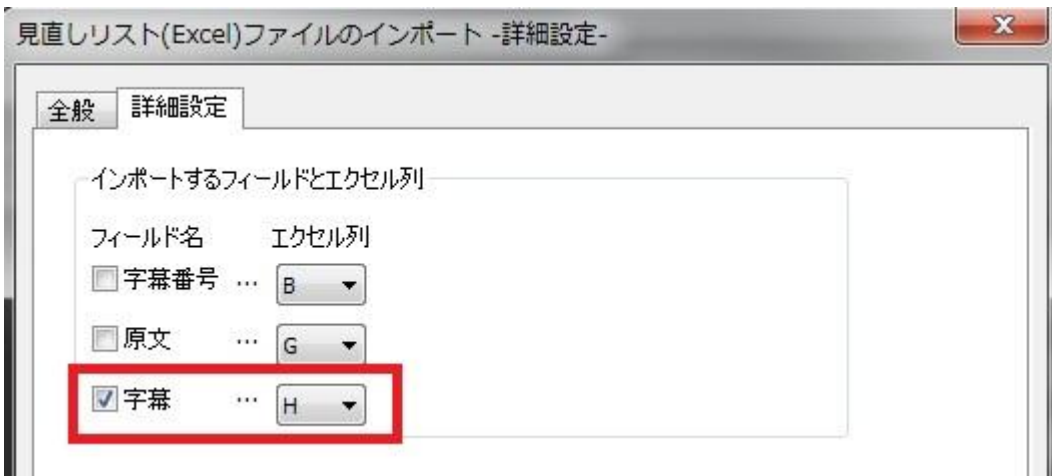 見直しリスト(Excel)ファイルのインポート -詳細設定-
全般 詳細設定
インポートするフィールドとエクセル列
フィールド名 エクセル列
字幕番号 … B
原文 … G
字幕 … H